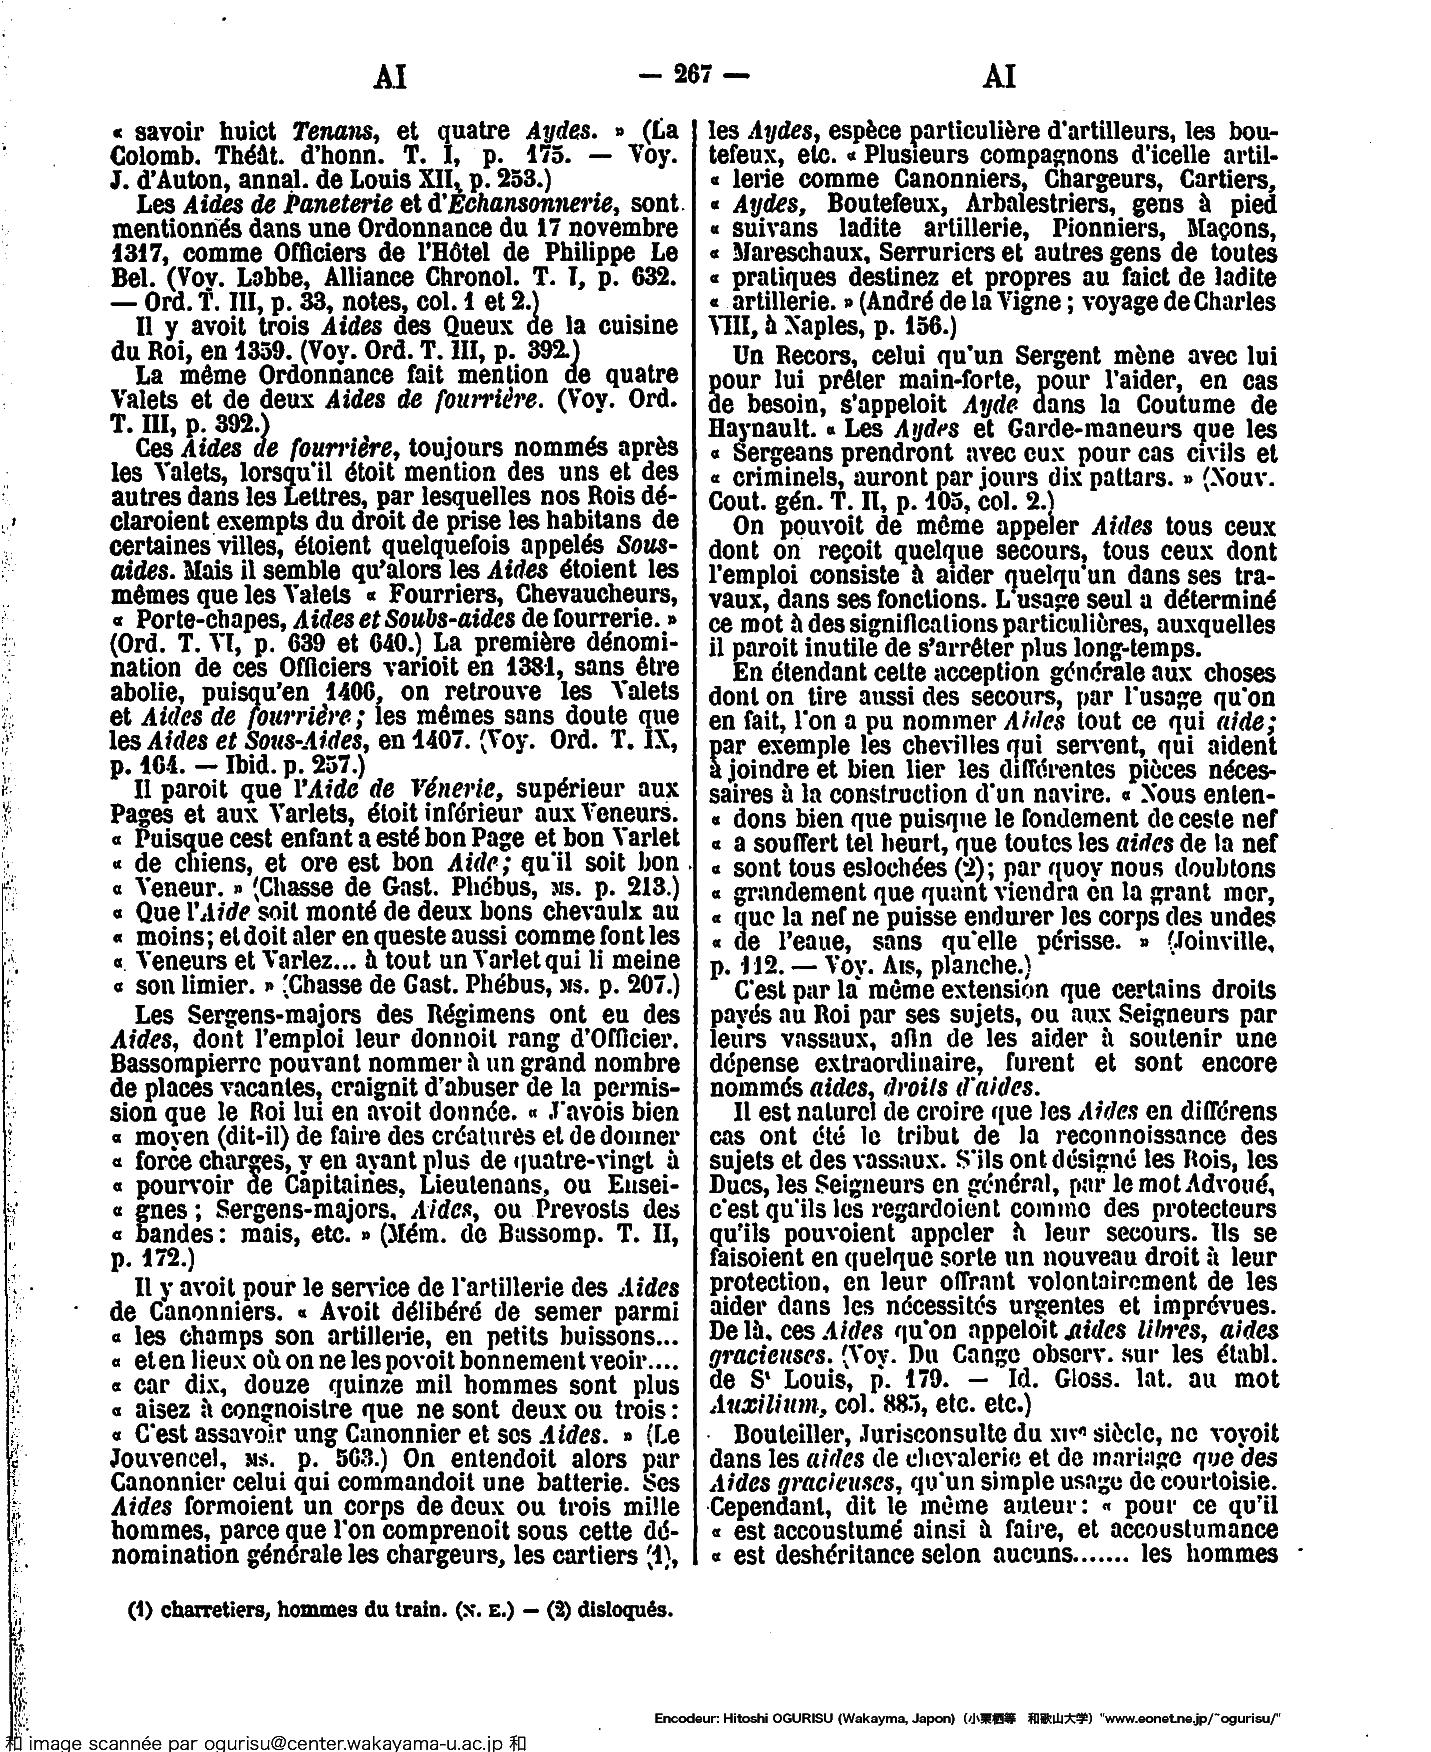 AI
— 267 —
AI
« savoir huict Tenans, et quatre Aydes. » (La
Colomb. Théât. d'honn. T. I, p. 175. — Voy.
J. d'Auton, annal. de Louis XII, p. 253.)
Les Aides de Paneterie et d'Echansonnerie, sont
mentionnés dans une Ordonnance du 17 novembre
1317, comme Officiers de l'Hôtel de Philippe Le
Bel. (Voy. Labbe, Alliance Chronol. T. I, p. 632.
— Ord. T. III, p. 33, notes, col. 1 et 2.)
Il y avoit trois Aides des Queux de la cuisine
du Roi, en 1359. (Voy. Ord. T. III, p. 392.)
La même Ordonnance fait mention de quatre
Valets et de deux Aides de fourrière. (Voy. Ord.
T. III, p. 392.)
Ces Aides de fourrière, toujours nommés après
les Valets, lorsqu'il étoit mention des uns et des
autres dans les Lettres, par lesquelles nos Rois dé-
claroient exempts du droit de prise les habitans de
certaines villes, étoient quelquefois appelés Sous-
aides. Mais il semble qu'alors les Aides étoient les
mêmes que les Valets « Fourriers, Chevaucheurs,
« Porte-chapes, Aides et Soubs-aides de fourrerie. »
(Ord. T. VI, p. 639 et 640.) La première dénomi-
nation de ces Officiers varioit en 1381, sans être
abolie, puisqu'en 1406, on retrouve les Valets
et Aides de fourrière; les mêmes sans doute que
les Aides et Sous-Aides, en 1407. (Voy. Ord. T. IX,
p. 164. — Ibid. p. 257.)
Il paroit que l'Aide de Vénerie, supérieur aux
Pages et aux Varlets, étoit inférieur aux Veneurs.
« Puisque cest enfant a esté bon Page et bon Varlet
« de chiens, et ore est bon Aide; qu'il soit bon
« Veneur. » (Chasse de Gast. Phébus, MS. p. 213.)
« Que l'Aide soit monté de deux bons chevaulx au
« moins; et doit aler en queste aussi comme font les
« Veneurs et Varlez... à tout un Varlet qui li meine
« son limier. » (Chasse de Gast. Phébus, MS. p. 207.)
Les Sergens-majors des Régimens ont eu des
Aides, dont l'emploi leur donnoit rang d'Officier.
Bassompierre pouvant nommer à un grand nombre
de places vacantes, craignit d'abuser de la permis-
sion que le Roi lui en avoit donnée. « J'avois bien
« moyen (dit-il) de faire des créatures et de donner
« force charges, y en ayant plus de quatre-vingt à
« pourvoir de Capitaines, Lieutenans, ou Ensei-
« gnes; Sergens-majors, Aides, ou Prevosts des
« bandes: mais, etc. » (Mém. de Bassomp. T. II,
p. 172.)
Il y avoit pour le service de l'artillerie des Aides
de Canonniers. « Avoit délibéré de semer parmi
« les champs son artillerie, en petits buissons...
« et en lieux où on ne les povoit bonnement veoir....
« car dix, douze quinze mil hommes sont plus
« aisez à congnoistre que ne sont deux ou trois:
« C'est assavoir ung Canonnier et ses Aides. » (Le
Jouvencel, MS. p. 563.) On entendoit alors par
Canonnier celui qui commandoit une batterie. Ses
Aides formoient un corps de deux ou trois mille
hommes, parce que l'on comprenoit sous cette dé-
nomination générale les chargeurs, les cartiers (1),
les Aydes, espèce particulière d'artilleurs, les bou-
tefeux, etc. « Plusieurs compagnons d'icelle artil-
« lerie comme Canonniers, Chargeurs, Cartiers,
« Aydes, Boutefeux, Arbalestriers, gens à pied
« suivans ladite artillerie, Pionniers, Maçons,
« Mareschaux, Serruriers et autres gens de toutes
« pratiques destinez et propres au faict de ladite
« artillerie. » (André de la Vigne; voyage de Charles
VIII, à Naples, p. 156.)
Un Recors, celui qu'un Sergent mène avec lui
pour lui prêter main-forte, pour l'aider, en cas
de besoin, s'appeloit Ayde dans la Coutume de
Haynault. « Les Aydes et Garde-maneurs que les
« Sergeans prendront avec eux pour cas civils et
« criminels, auront par jours dix pattars. » (Nouv.
Cout. gén. T. II, p. 105, col. 2.)
On pouvoit de même appeler Aides tous ceux
dont on reçoit quelque secours, tous ceux dont
l'emploi consiste à aider quelqu'un dans ses tra-
vaux, dans ses fonctions. L'usage seul a déterminé
ce mot à des significations particulières, auxquelles
il paroit inutile de s'arrêter plus long-temps.
En étendant cette acception générale aux choses
dont on tire aussi des secours, par l'usage qu'on
en fait, l'on a pu nommer Aides tout ce qui aide;
par exemple les chevilles qui servent, qui aident
à joindre et bien lier les différentes pièces néces-
saires à la construction d'un navire. « Nous enten-
« dons bien que puisque le fondement de ceste nef
« a souffert tel heurt, que toutes les aides de la nef
« sont tous eslochées (2); par quoy nous doubtons
« grandement que quant viendra en la grant mer,
« que la nef ne puisse endurer les corps des undes
« de l'eaue, sans qu'elle périsse. » (Joinville,
p. 112. — Voy. AIS, planche.)
C'est par la même extension que certains droits
payés au Roi par ses sujets, ou aux Seigneurs par
leurs vassaux, afin de les aider à soutenir une
dépense extraordinaire, furent et sont encore
nommés aides, droits d'aides.
Il est naturel de croire que les Aides en différens
cas ont été le tribut de la reconnoissance des
sujets et des vassaux. S'ils ont désigné les Rois, les
Ducs, les Seigneurs en général, par le mot Advoué,
c'est qu'ils les regardoient comme des protecteurs
qu'ils pouvoient appeler à leur secours. Ils se
faisoient en quelque sorte un nouveau droit à leur
protection, en leur offrant volontairement de les
aider dans les nécessités urgentes et imprévues.
De là, ces Aides qu'on appeloit aides libres, aides
gracieuses. (Voy. Du Cange observ. sur les établ.
de St Louis, p. 179. — Id. Gloss. lat. au mot
Auxilium, col. 885, etc. etc.)
Bouteiller, Jurisconsulte du XIVe siècle, ne voyoit
dans les aides de chevalerie et de mariage que des
Aides gracieuses, qu'un simple usage de courtoisie.
Cependant, dit le même auteur: « pour ce qu'il
« est accoustumé ainsi à faire, et accoustumance
« est deshéritance selon aucuns....... les hommes
(1) charretiers, hommes du train. (N. E.) — (2) disloqués.
Encodeur: Hitoshi OGURISU (Wakayma, Japon) (小栗栖等 和歌山大学) "www.eonet.ne.jp/~ogurisu/"
和 image scannée par ogurisu@center.wakayama-u.ac.jp 和